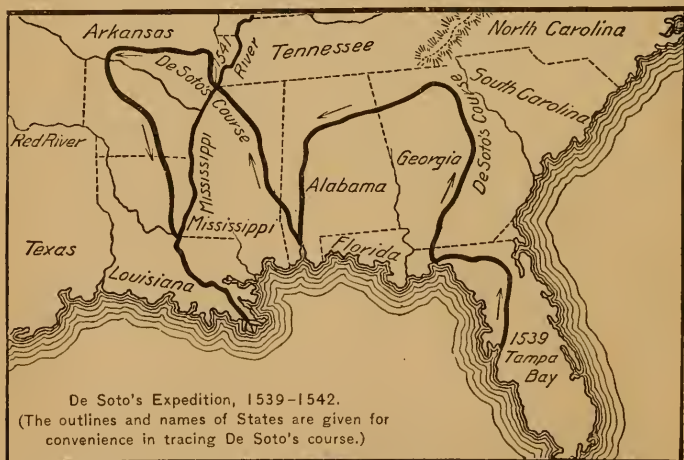 Arkansas
1541
River
Tennessee
North Carolina
De Soto's Course
South Carolina
De Soto's Course
Red River
Mississippi
Georgia
Alabama
Mississippi
Florida
Texas
Louisiana
1539
Tampa
Bay
De Soto's Expedition, 1539–1542.
(The outlines and names of States are given for
convenience in tracing De Soto's course.)